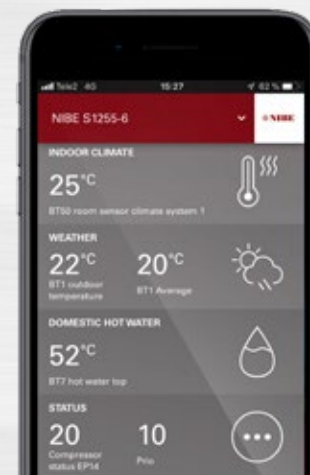 Tele2 4G 15:27 62 %
NIBE S1255-6 NIBE
INDOOR CLIMATE
25°C
BT50 room sensor climate system 1
WEATHER
22°C 20°C
BT1 outdoor BT1 Average
temperature
DOMESTIC HOT WATER
52°C
BT7 hot water top
STATUS
20 10
Compressor Prio
status EP14